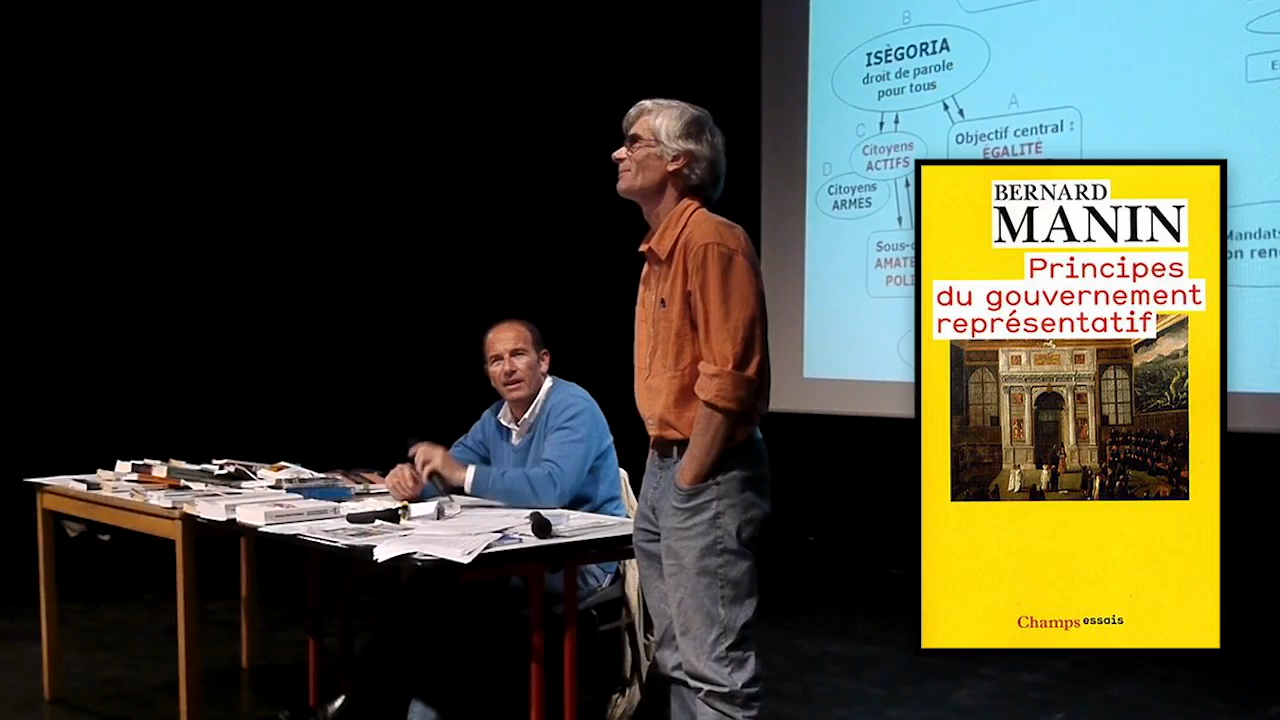 B
ISÈGORIA
droit de parole
pour tous
A
C
Objectif central :
ÉGALITÉ
Citoyens
ACTIFS
D
Citoyens
ARMÉS
BERNARD
MANIN
Principes
du gouvernement
représentatif
Champs essais